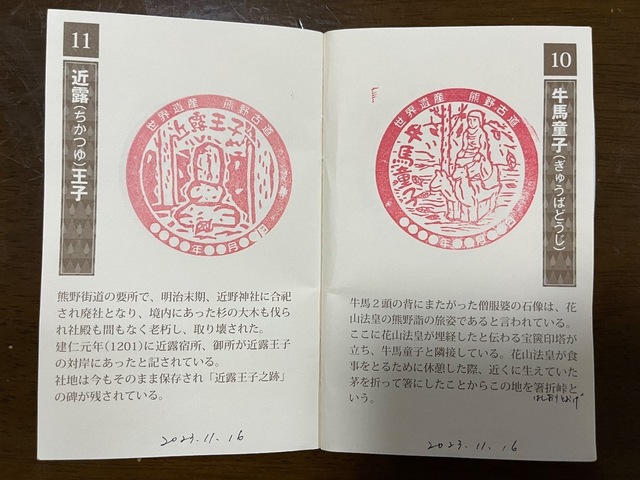 11
近露(ちかつゆ)王子
世界遺産 熊野古道
近露王子
年 月 日
熊野街道の要所で、明治末期、近野神社に合祀
され廃社となり、境内にあった杉の大木も伐ら
れ社殿も間もなく老朽し、取り壊された。
建仁元年(1201)に近露宿所、御所が近露王子
の対岸にあったと記されている。
社地は今もそのまま保存され「近露王子之跡」
の碑が残されている。
2023.11.16
10
牛馬童子(ぎゅうばどうじ)
世界遺産 熊野古道
牛馬童子
年 月 日
牛馬2頭の背にまたがった僧服姿の石像は、花
山法皇の熊野詣の旅姿であると言われている。
ここに花山法皇が埋経したと伝わる宝篋印塔が
立ち、牛馬童子と隣接している。花山法皇が食
事をとるために休憩した際、近くに生えていた
茅を折って箸にしたことからこの地を箸折峠と
いう。
はしおりとおげ
2023.11.16